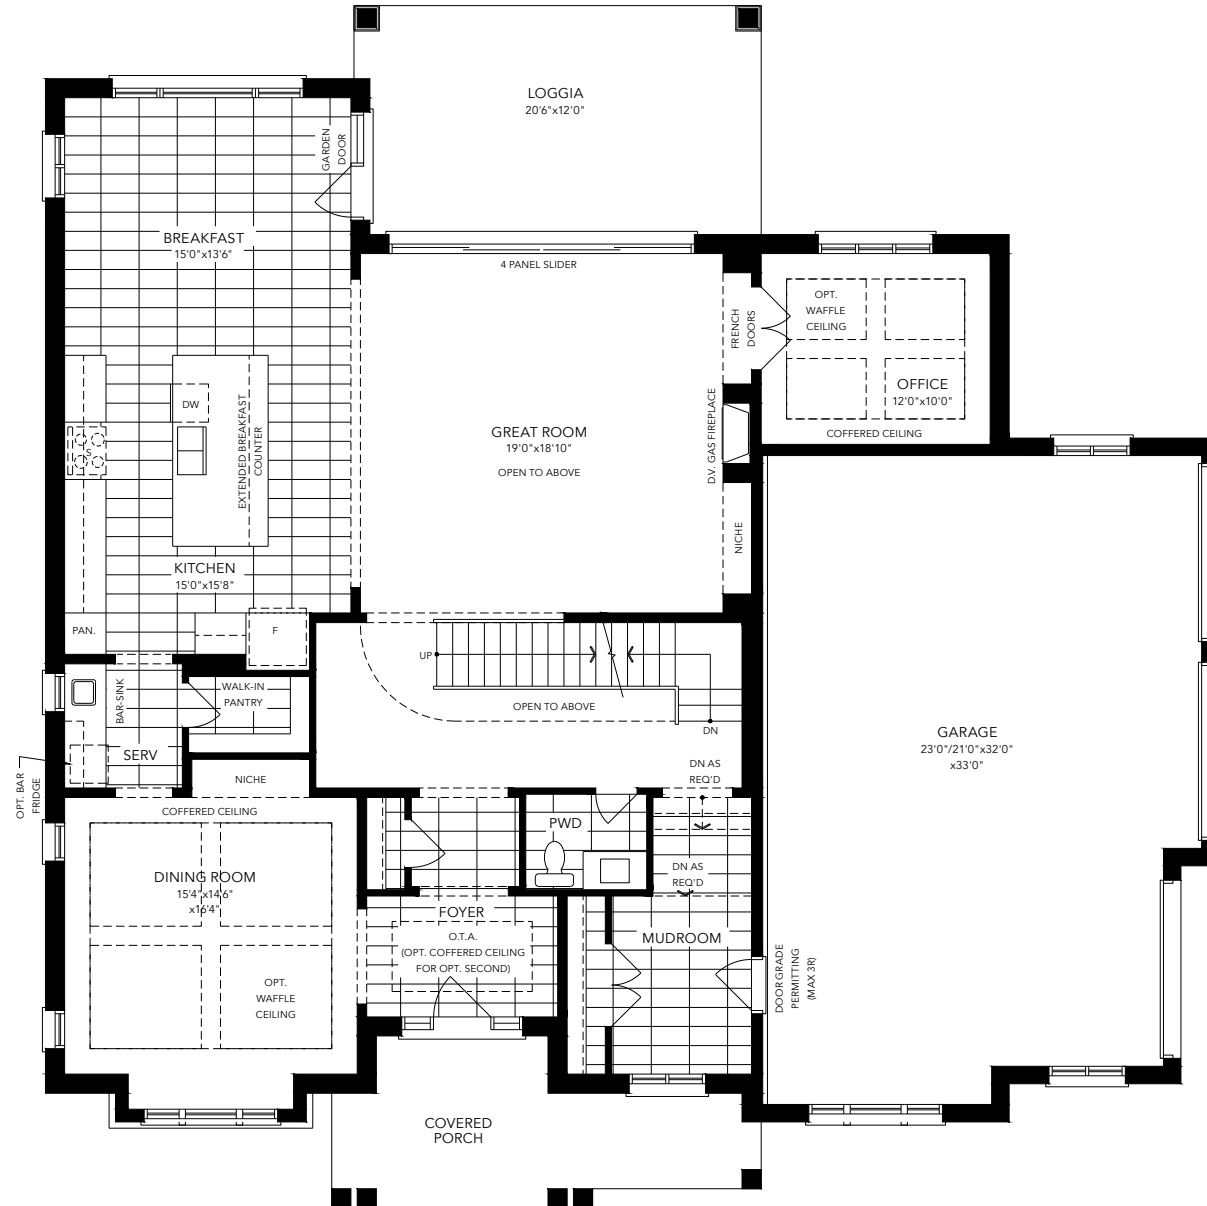 LOGGIA
20'6"x12'0"
GARDEN
DOOR
BREAKFAST
15'0"x13'6"
4 PANEL SLIDER
OPT.
WAFFLE
CEILING
FRENCH
DOORS
OFFICE
12'0"x10'0"
COFFERED CEILING
DW
S
EXTENDED BREAKFAST
COUNTER
GREAT ROOM
19'0"x18'10"
OPEN TO ABOVE
D.V. GAS FIREPLACE
NICHE
KITCHEN
15'0"x15'8"
PAN.
F
UP
OPEN TO ABOVE
DN
BAR-SINK
WALK-IN
PANTRY
SERV
OPT. BAR
FRIDGE
NICHE
COFFERED CEILING
DN AS
REQ'D
GARAGE
23'0"/21'0"x32'0"
x33'0"
PWD
DN AS
REQ'D
DINING ROOM
15'4"x14'6"
x16'4"
OPT.
WAFFLE
CEILING
FOYER
O.T.A.
(OPT. COFFERED CEILING
FOR OPT. SECOND)
MUDROOM
DOOR GRADE
PERMITTING
(MAX 3R)
COVERED
PORCH